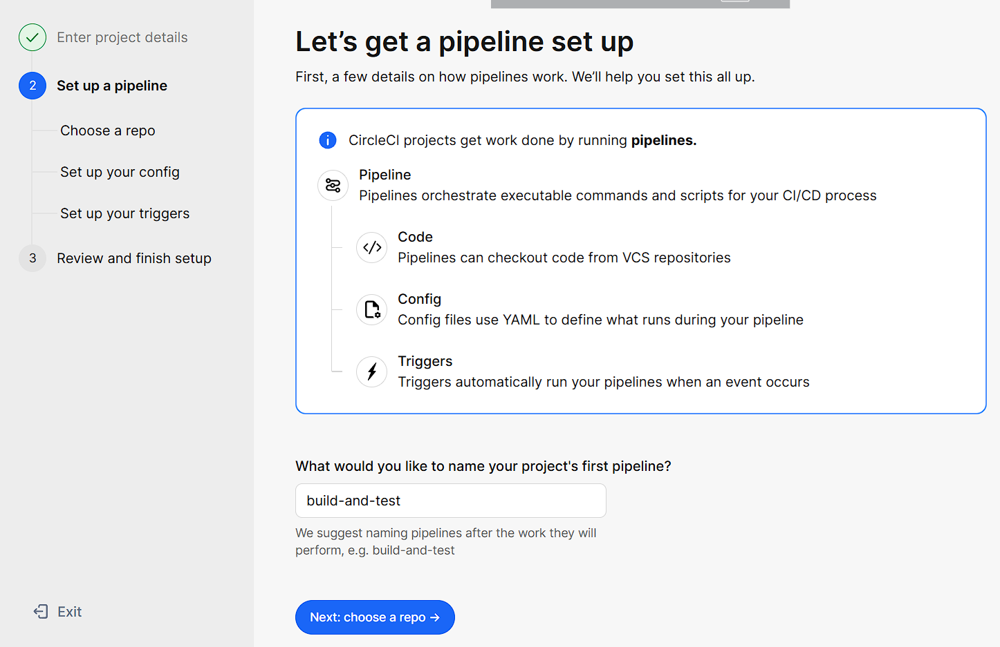 Enter project details
2
Set up a pipeline
Choose a repo
Set up your config
Set up your triggers
3
Review and finish setup
Exit
Let’s get a pipeline set up
First, a few details on how pipelines work. We’ll help you set this all up.
CircleCI projects get work done by running pipelines.
Pipeline
Pipelines orchestrate executable commands and scripts for your CI/CD process
Code
Pipelines can checkout code from VCS repositories
Config
Config files use YAML to define what runs during your pipeline
Triggers
Triggers automatically run your pipelines when an event occurs
What would you like to name your project's first pipeline?
build-and-test
We suggest naming pipelines after the work they will
perform, e.g. build-and-test
Next: choose a repo →